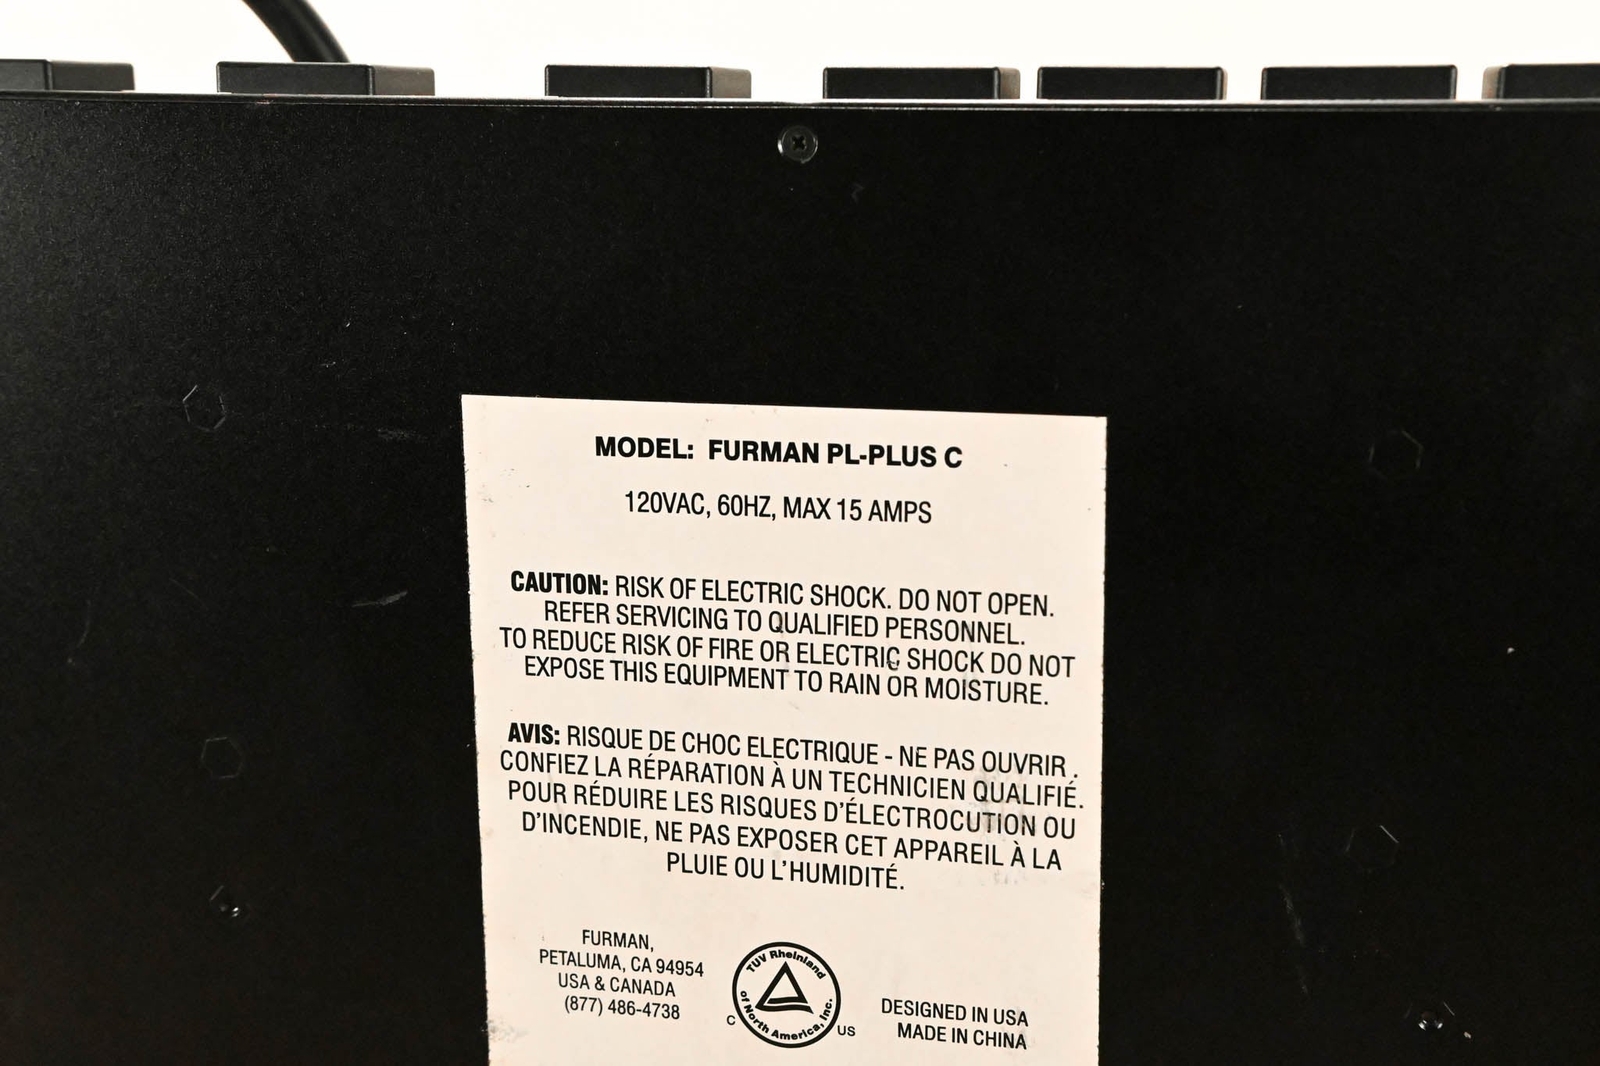 MODEL: FURMAN PL-PLUS C
120VAC, 60HZ, MAX 15 AMPS
CAUTION: RISK OF ELECTRIC SHOCK. DO NOT OPEN.
REFER SERVICING TO QUALIFIED PERSONNEL.
TO REDUCE RISK OF FIRE OR ELECTRIC SHOCK DO NOT
EXPOSE THIS EQUIPMENT TO RAIN OR MOISTURE.
AVIS: RISQUE DE CHOC ELECTRIQUE - NE PAS OUVRIR .
CONFIEZ LA RÉPARATION À UN TECHNICIEN QUALIFIÉ.
POUR RÉDUIRE LES RISQUES D'ÉLECTROCUTION OU
D'INCENDIE, NE PAS EXPOSER CET APPAREIL À LA
PLUIE OU L'HUMIDITÉ.
FURMAN,
PETALUMA, CA 94954
USA & CANADA
(877) 486-4738
TUV Rheinland
of North America, Inc.
C US
DESIGNED IN USA
MADE IN CHINA